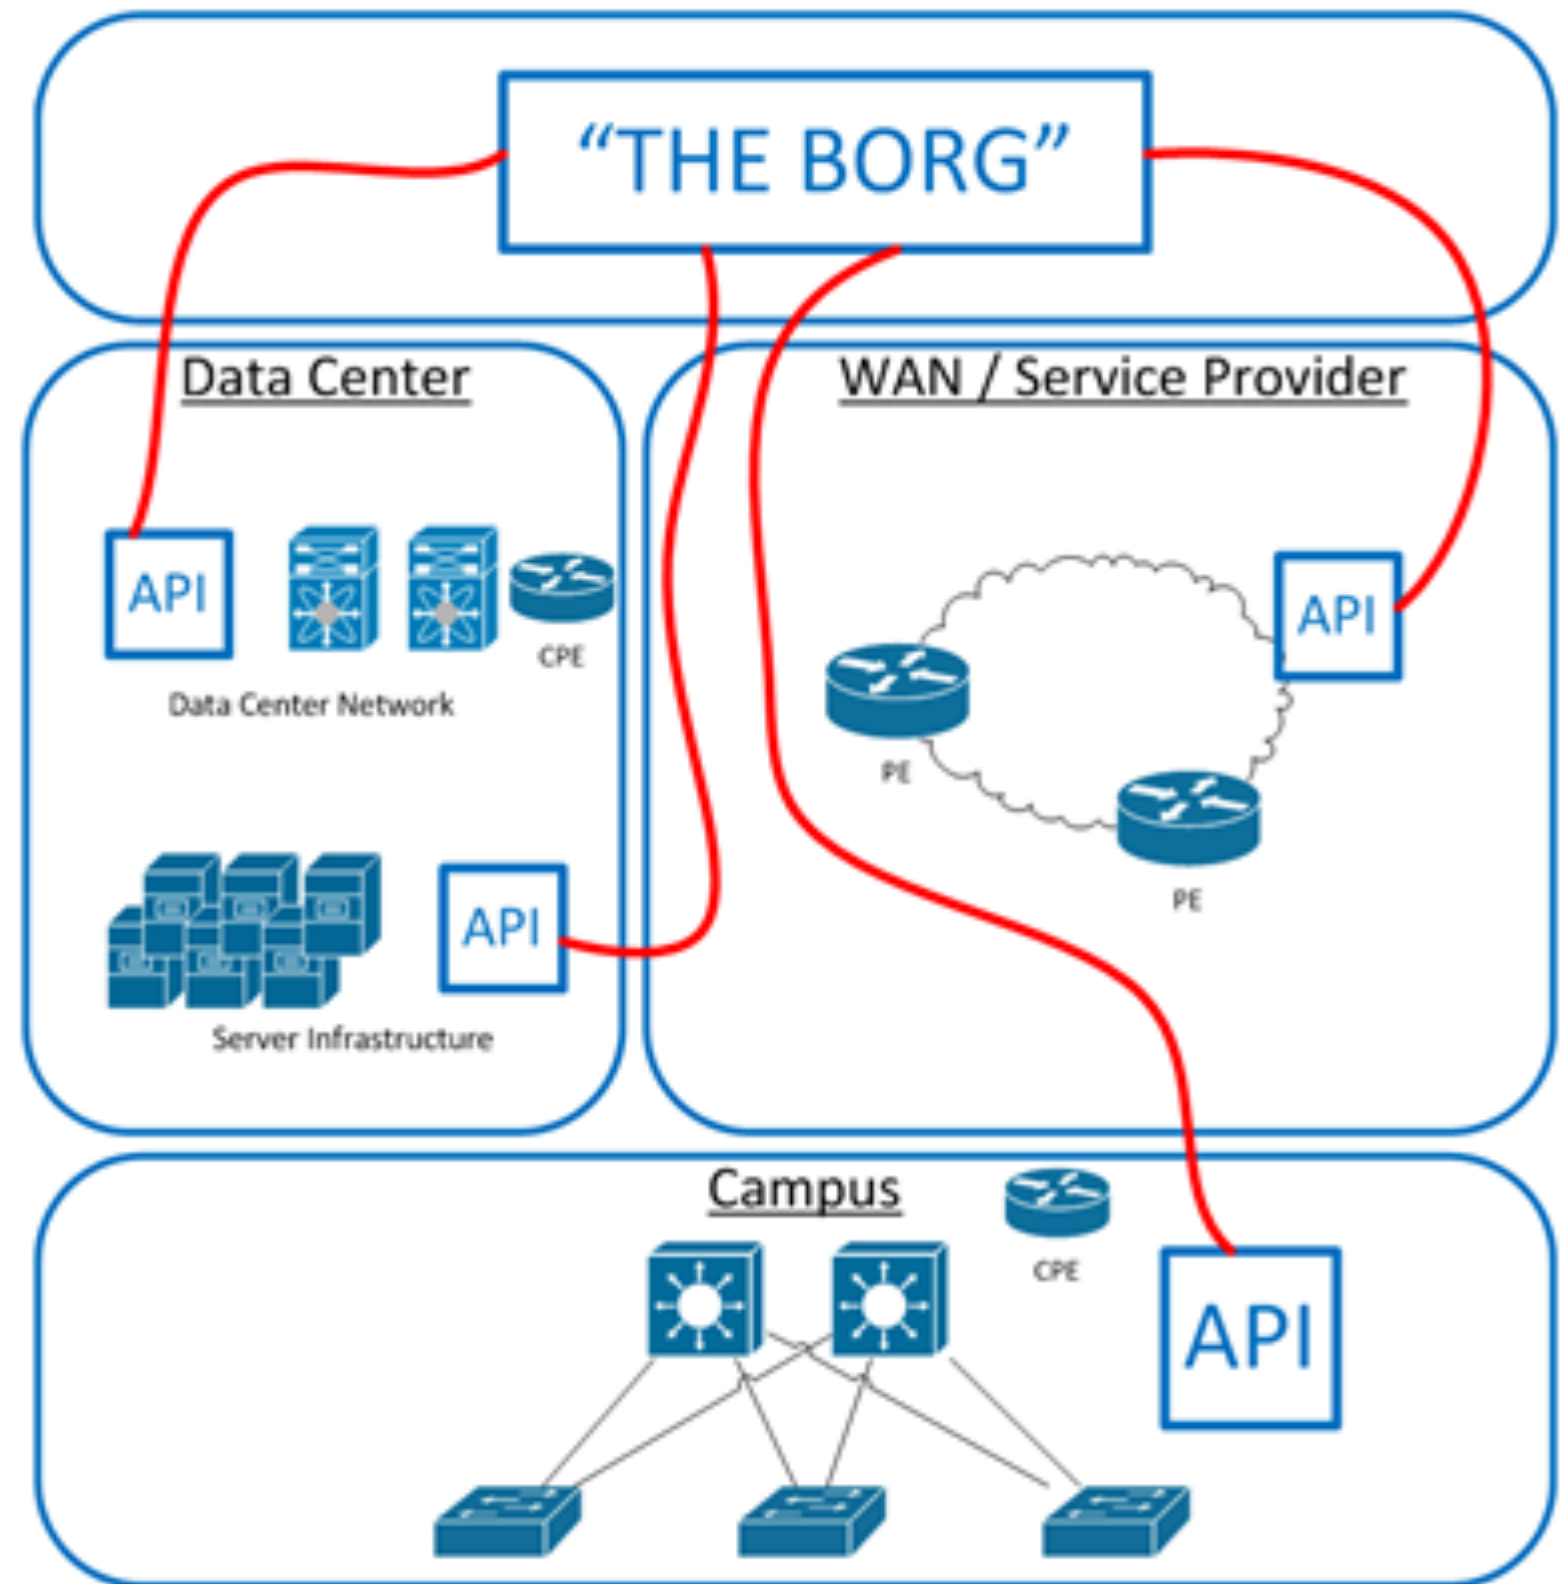 “THE BORG”
Data Center
API
CPE
Data Center Network
API
Server Infrastructure
WAN / Service Provider
API
PE
PE
Campus
CPE
API